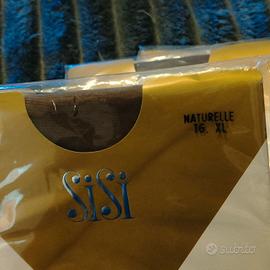 NATURELLE
16 XL
SiSi
Subito